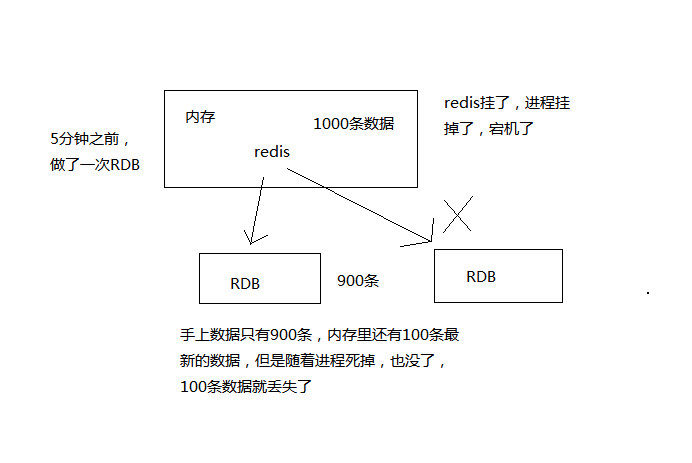 redis挂了，进程挂
掉了，宕机了
内存
1000条数据
5分钟之前，
做了一次RDB
redis
RDB
900条
RDB
手上数据只有900条，内存里还有100条最
新的数据，但是随着进程死掉，也没了，
100条数据就丢失了